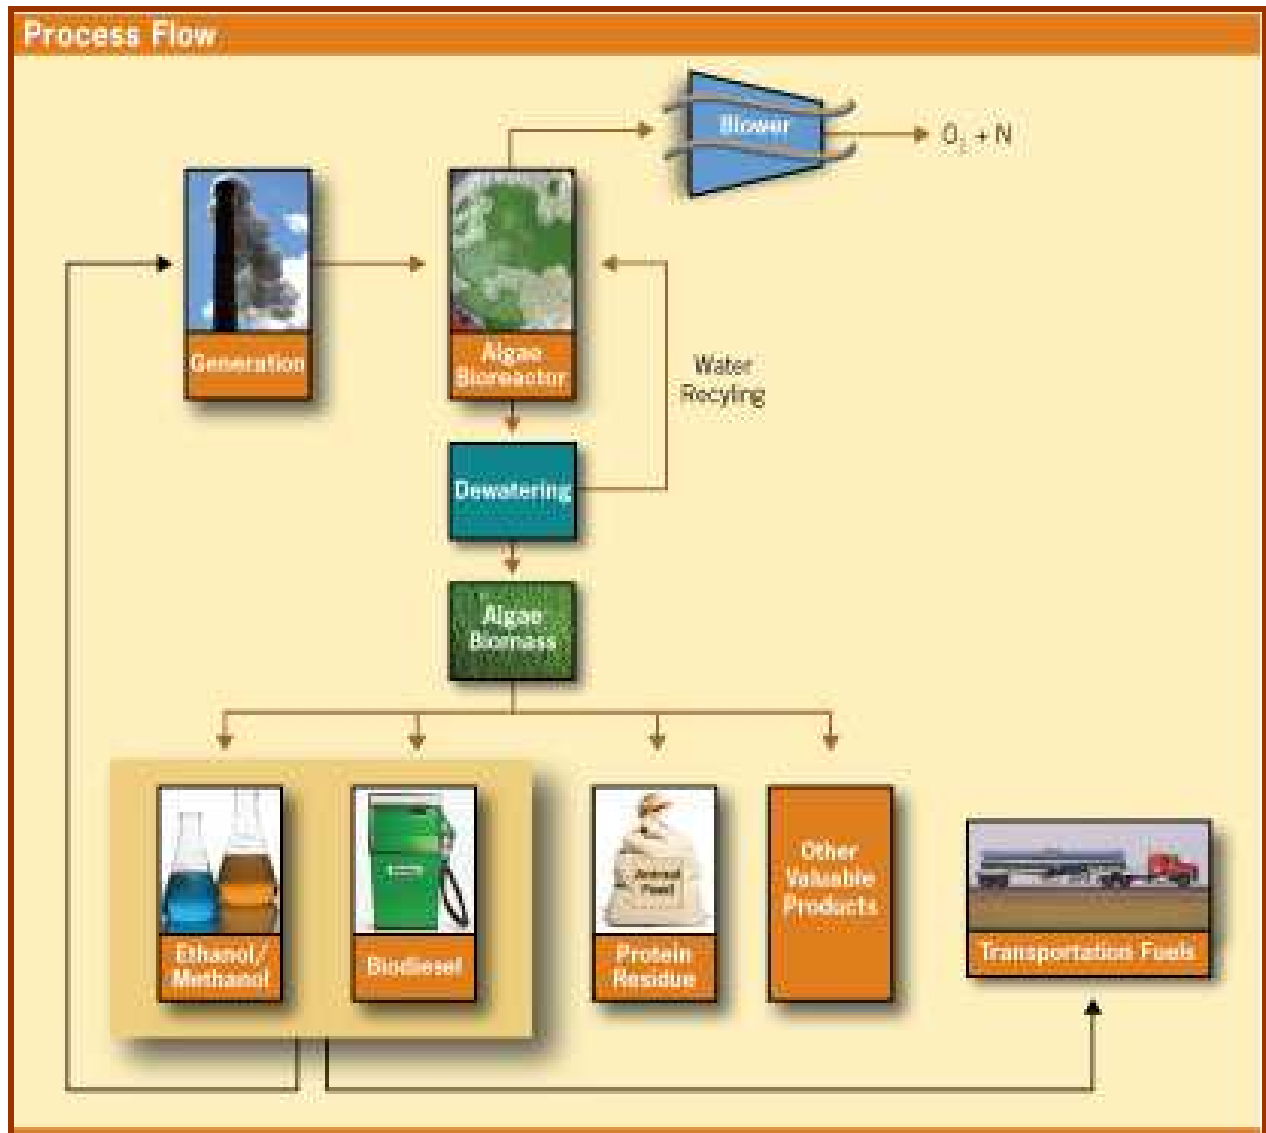 Process Flow
Blower
O2 + N
Generation
Algae
Bioreactor
Water
Recyling
Dewatering
Algae
Biomass
Animal
Feed
Other
Valuable
Products
Ethanol/
Methanol
Biodiesel
Protein
Residue
Transportation Fuels